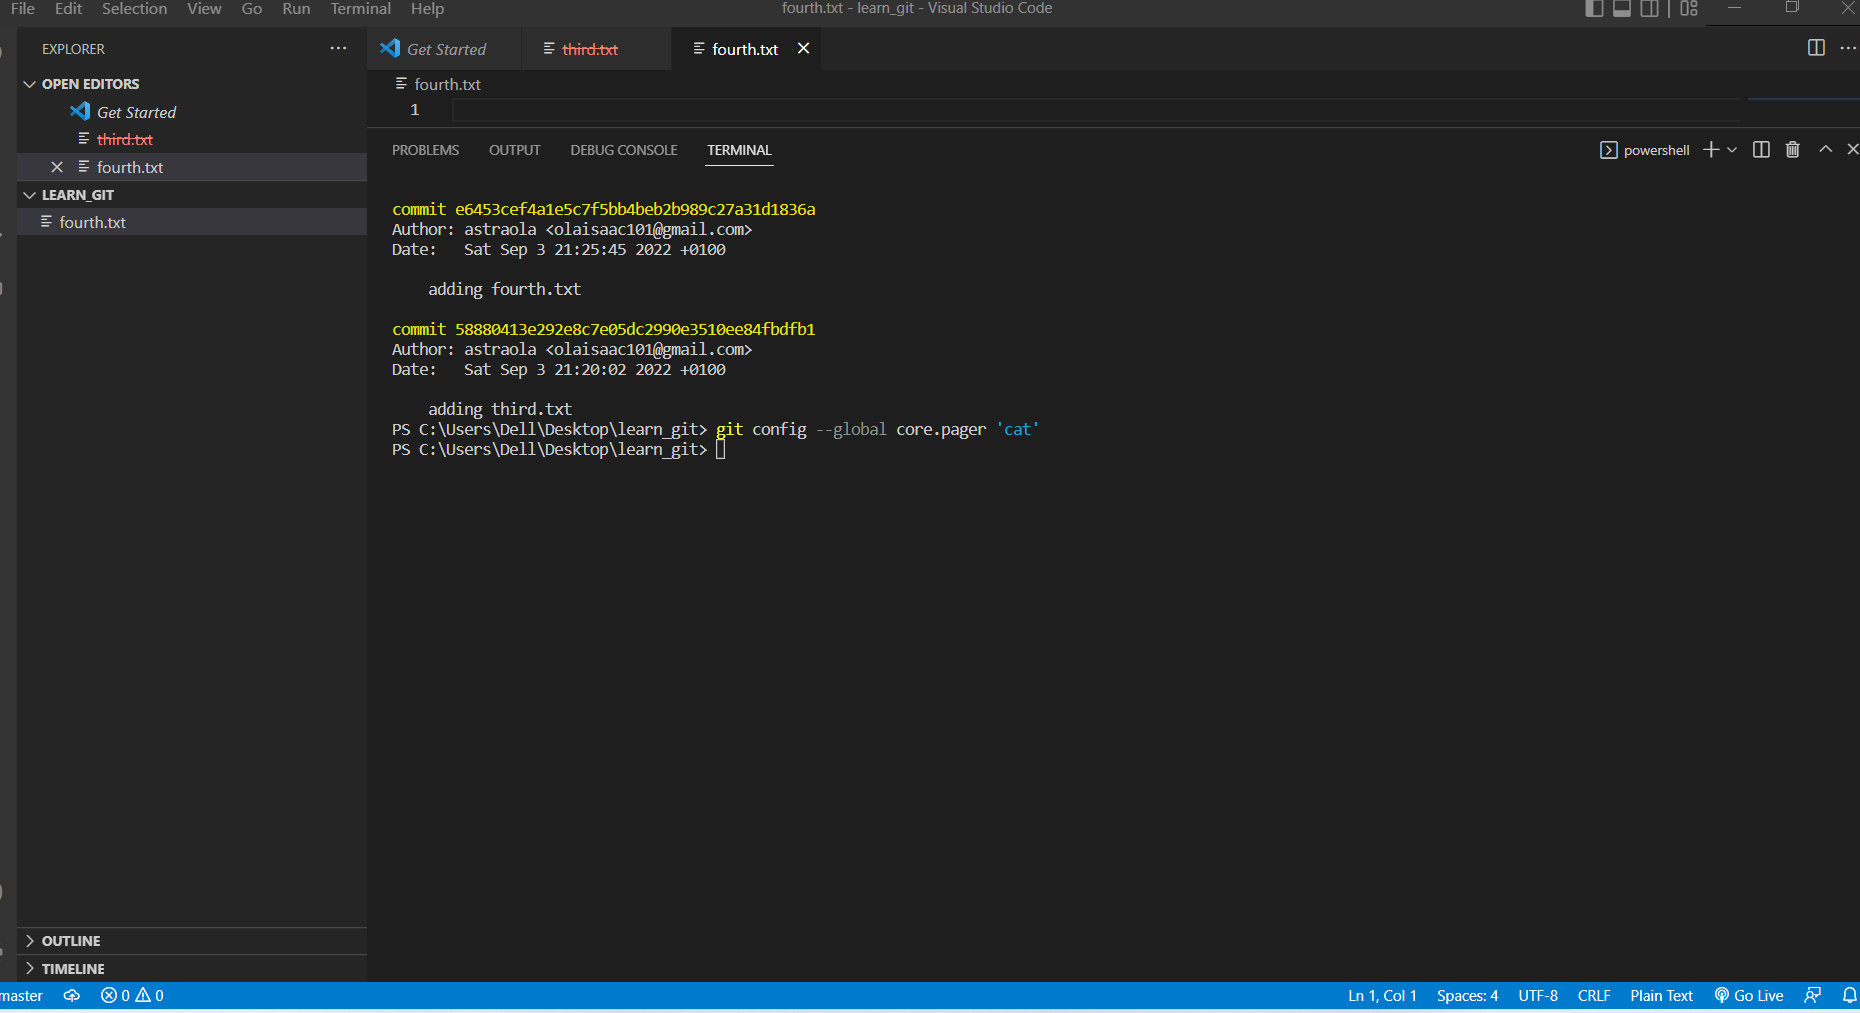 File Edit Selection View Go Run Terminal Help
fourth.txt - learn_git - Visual Studio Code
EXPLORER
OPEN EDITORS
Get Started
third.txt
fourth.txt
LEARN_GIT
fourth.txt
OUTLINE
TIMELINE
Get Started third.txt fourth.txt
fourth.txt
1
PROBLEMS OUTPUT DEBUG CONSOLE TERMINAL
powershell
commit e6453cef4a1e5c7f5bb4beb2b989c27a31d1836a
Author: astraola <olaisaac101@gmail.com>
Date:   Sat Sep 3 21:25:45 2022 +0100
adding fourth.txt
commit 58880413e292e8c7e05dc2990e3510ee84fbdfb1
Author: astraola <olaisaac101@gmail.com>
Date:   Sat Sep 3 21:20:02 2022 +0100
adding third.txt
PS C:\Users\Dell\Desktop\learn_git> git config --global core.pager 'cat'
PS C:\Users\Dell\Desktop\learn_git>
master 0 0 Ln 1, Col 1 Spaces: 4 UTF-8 CRLF Plain Text Go Live